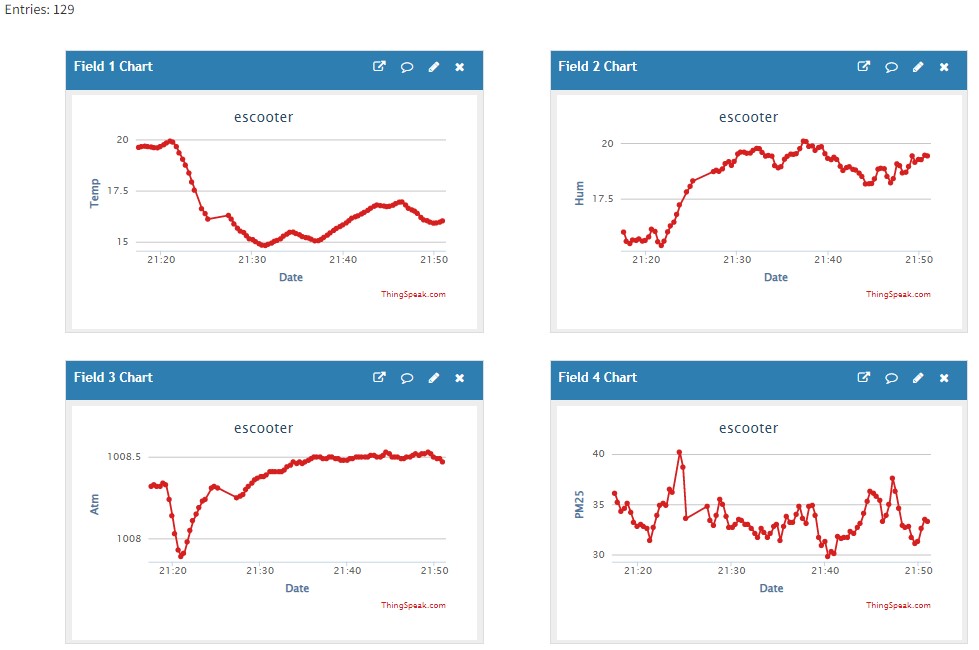 Entries: 129
Field 1 Chart
escooter
20
17.5
15
Temp
21:20 21:30 21:40 21:50
Date
ThingSpeak.com
Field 2 Chart
escooter
20
17.5
Hum
21:20 21:30 21:40 21:50
Date
ThingSpeak.com
Field 3 Chart
escooter
1008.5
1008
Atm
21:20 21:30 21:40 21:50
Date
ThingSpeak.com
Field 4 Chart
escooter
40
35
30
PM25
21:20 21:30 21:40 21:50
Date
ThingSpeak.com